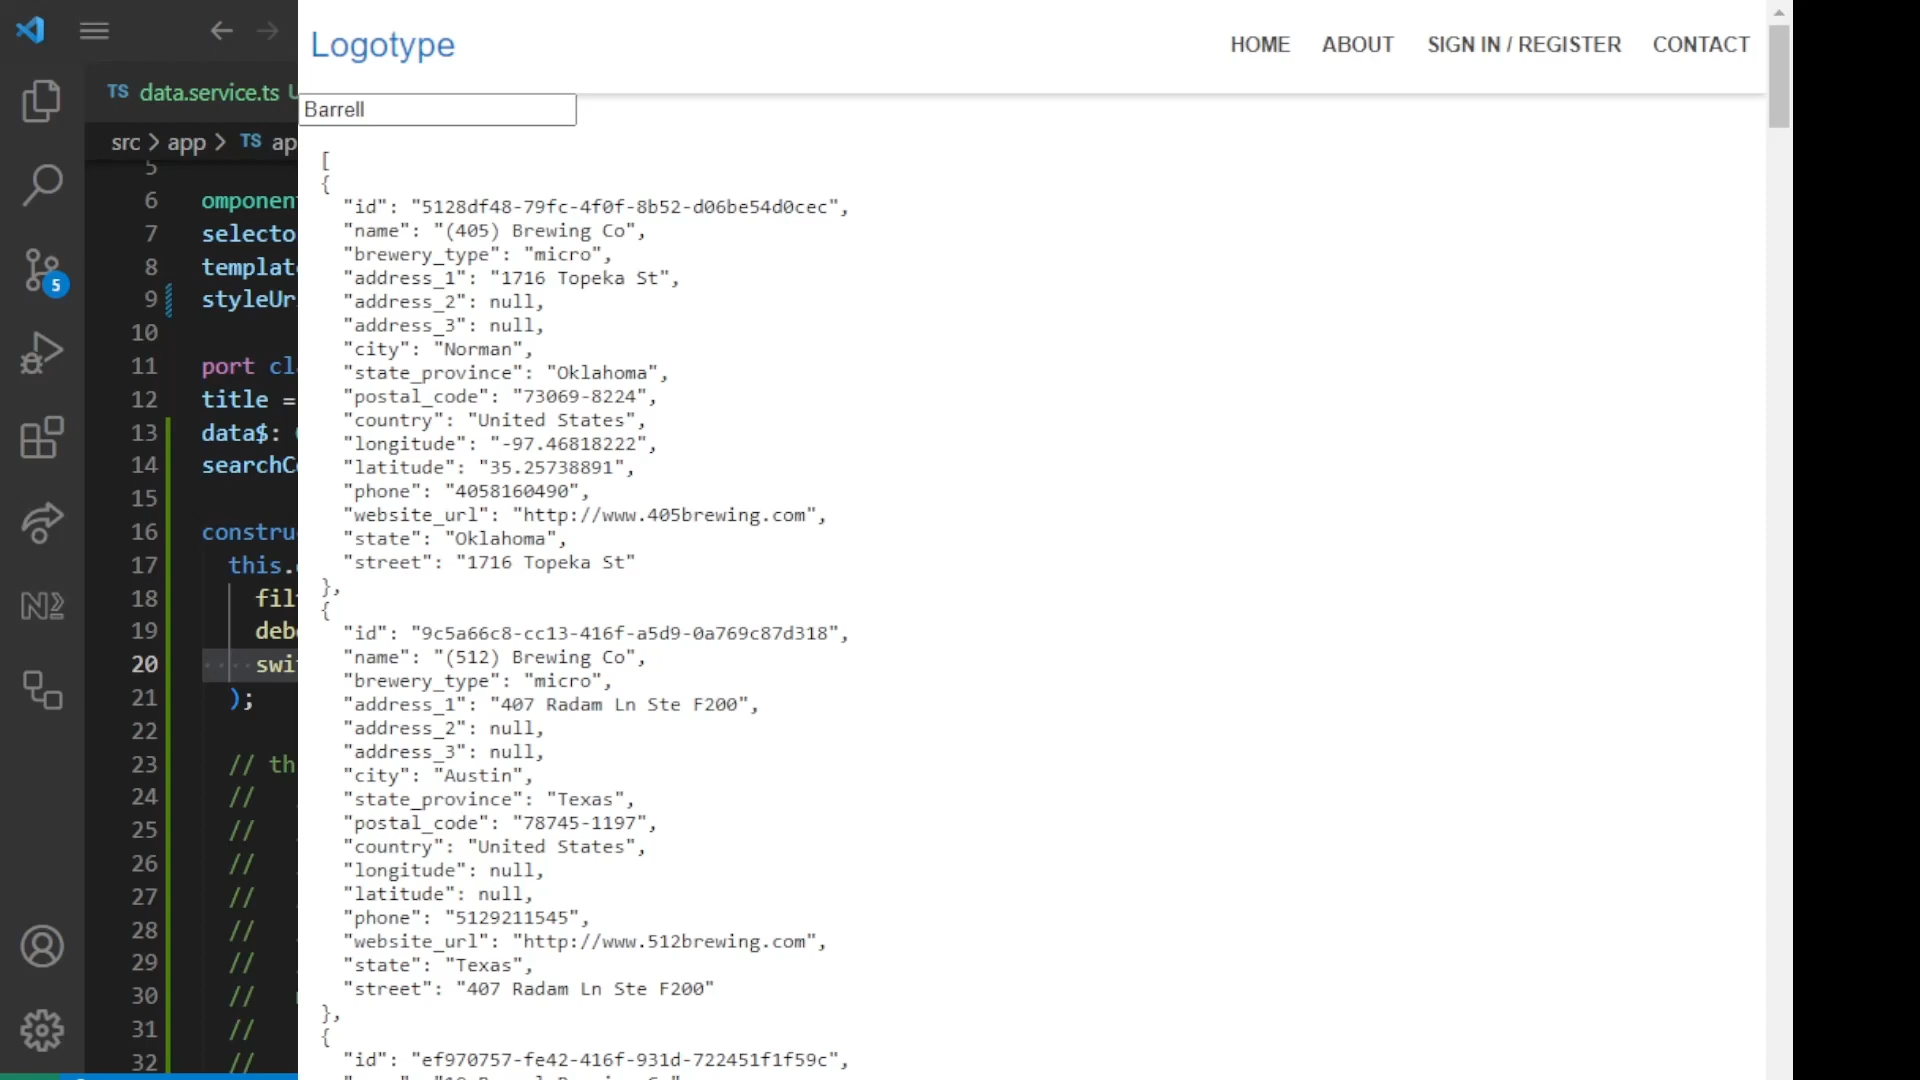 Logotype
HOME ABOUT SIGN IN / REGISTER CONTACT
TS data.service.ts U
Barrell
src > app > TS ap
5
6 omponent
7 selecto
8 templat
9 styleUr
10
11 port cl
12 title =
13 data$:
14 searchC
15
16 constru
17 this.
18 fil
19 deb
20 swi
21 );
22
23 // th
24 //
25 //
26 //
27 //
28 //
29 //
30 //
31 //
32 //
5
[
{
"id": "5128df48-79fc-4f0f-8b52-d06be54d0cec",
"name": "(405) Brewing Co",
"brewery_type": "micro",
"address_1": "1716 Topeka St",
"address_2": null,
"address_3": null,
"city": "Norman",
"state_province": "Oklahoma",
"postal_code": "73069-8224",
"country": "United States",
"longitude": "-97.46818222",
"latitude": "35.25738891",
"phone": "4058160490",
"website_url": "http://www.405brewing.com",
"state": "Oklahoma",
"street": "1716 Topeka St"
},
{
"id": "9c5a66c8-cc13-416f-a5d9-0a769c87d318",
"name": "(512) Brewing Co",
"brewery_type": "micro",
"address_1": "407 Radam Ln Ste F200",
"address_2": null,
"address_3": null,
"city": "Austin",
"state_province": "Texas",
"postal_code": "78745-1197",
"country": "United States",
"longitude": null,
"latitude": null,
"phone": "5129211545",
"website_url": "http://www.512brewing.com",
"state": "Texas",
"street": "407 Radam Ln Ste F200"
},
{
"id": "ef970757-fe42-416f-931d-722451f1f59c",